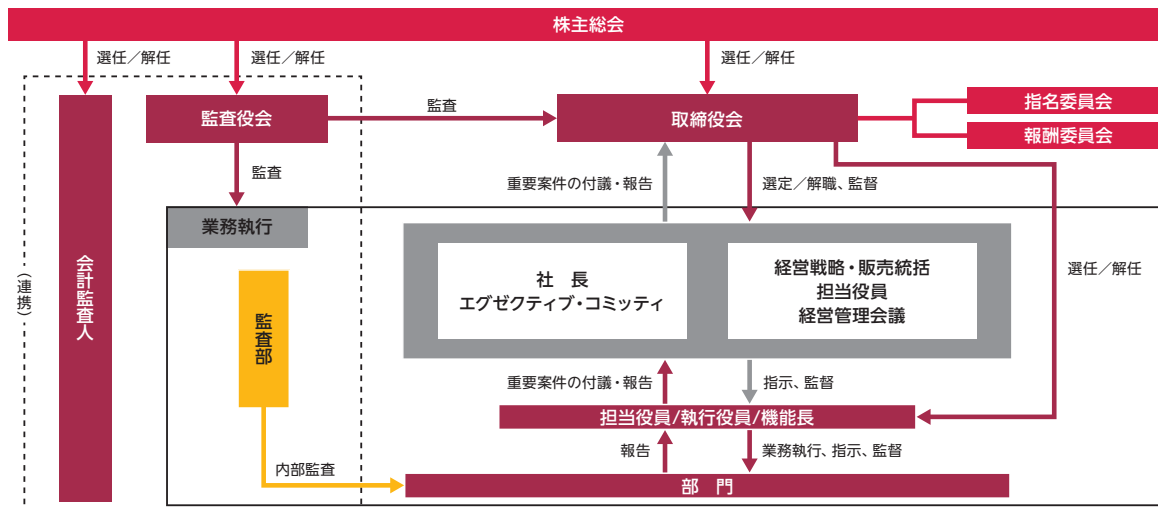 株主総会
選任／解任
選任／解任
選任／解任
監査役会
監査
取締役会
指名委員会
報酬委員会
監査
重要案件の付議・報告
選定／解職、監督
業務執行
選任／解任
（連携）
会計監査人
監査部
社　長
エグゼクティブ・コミッティ
経営戦略・販売統括
担当役員
経営管理会議
重要案件の付議・報告
指示、監督
担当役員/執行役員/機能長
報告
業務執行、指示、監督
内部監査
部　門